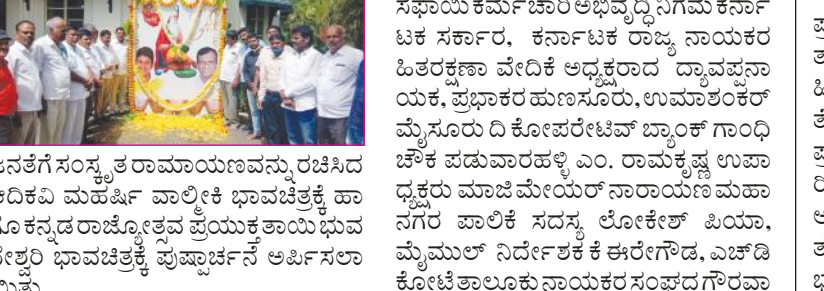 ಜನತೆಗೆ ಸಂಸ್ಕೃತ ರಾಮಾಯಣವನ್ನು ರಚಿಸಿದ
ಆದಿಕವಿ ಮಹರ್ಷಿ ವಾಲ್ಮೀಕಿ ಭಾವಚಿತ್ರಕ್ಕೆ ಹಾ
ಗೂ ಕನ್ನಡ ರಾಜ್ಯೋತ್ಸವ ಪ್ರಯುಕ್ತ ತಾಯಿ ಭುವ
ನೇಶ್ವರಿ ಭಾವಚಿತ್ರಕ್ಕೆ ಪುಷ್ಪಾರ್ಚನೆ ಅರ್ಪಿಸಲಾ
ಯಿತು
ಸಫಾಯಿ ಕರ್ಮಚಾರಿ ಅಭಿವೃದ್ಧಿ ನಿಗಮ ಕರ್ನಾ
ಟಕ ಸರ್ಕಾರ, ಕರ್ನಾಟಕ ರಾಜ್ಯ ನಾಯಕರ
ಹಿತರಕ್ಷಣಾ ವೇದಿಕೆ ಅಧ್ಯಕ್ಷರಾದ ದ್ಯಾವಪ್ಪನಾ
ಯಕ, ಪ್ರಭಾಕರ ಹುಣಸೂರು, ಉಮಾಶಂಕರ್
ಮೈಸೂರು ದಿ ಕೋಪರೇಟಿವ್ ಬ್ಯಾಂಕ್ ಗಾಂಧಿ
ಚೌಕ ಪಡುವಾರಹಳ್ಳಿ ಎಂ. ರಾಮಕೃಷ್ಣ ಉಪಾ
ಧ್ಯಕ್ಷರು ಮಾಜಿ ಮೇಯರ್ ನಾರಾಯಣ ಮಹಾ
ನಗರ ಪಾಲಿಕೆ ಸದಸ್ಯ ಲೋಕೇಶ್ ಪಿಯಾ,
ಮೈಮುಲ್ ನಿರ್ದೇಶಕ ಕೆ ಈರೇಗೌಡ, ಎಚ್‌ಡಿ
ಕೋಟೆ ತಾಲೂಕು ನಾಯಕರ ಸಂಘದ ಗೌರವಾ